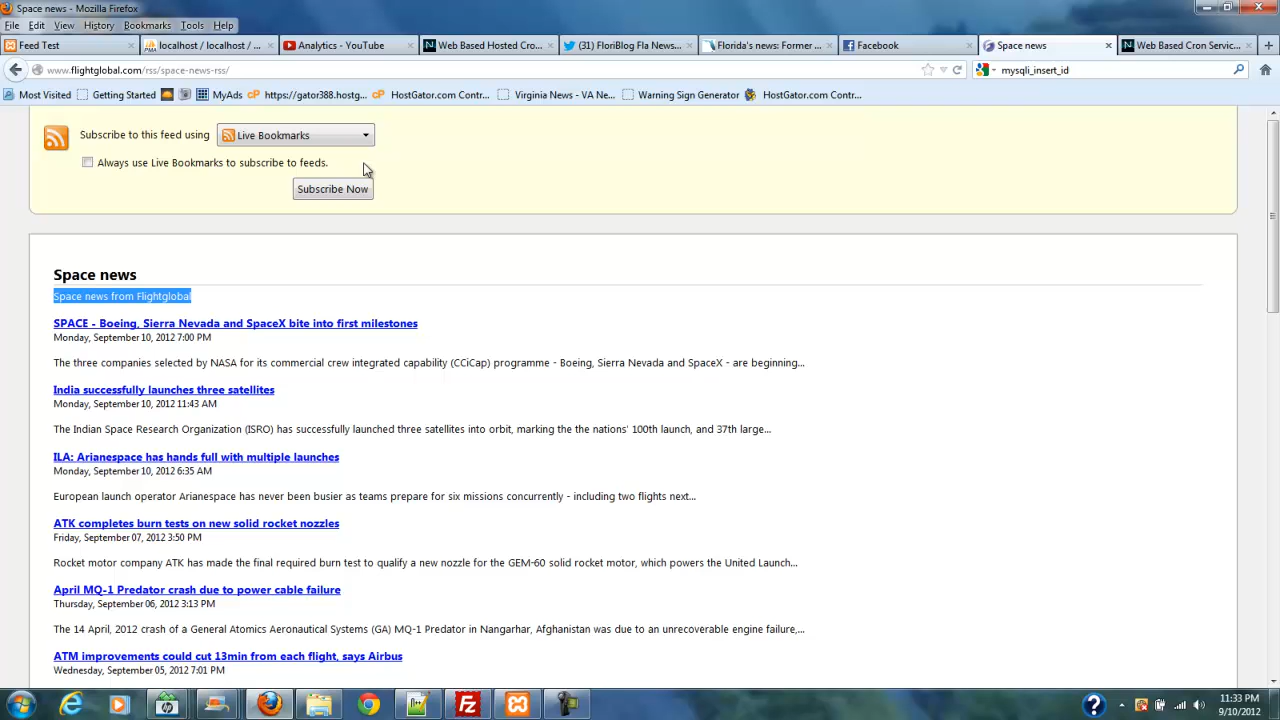 Space news - Mozilla Firefox
File Edit View History Bookmarks Tools Help
Feed Test localhost / localhost / ... Analytics - YouTube Web Based Hosted Cro... (31) FloriBlog Fla News... Florida's news: Former ... Facebook Space news Web Based Cron Servic...
www.flightglobal.com/rss/space-news-rss/ mysqli_insert_id
Most Visited Getting Started MyAds https://gator388.hostg... HostGator.com Contr... Virginia News - VA Ne... Warning Sign Generator HostGator.com Contr...
Subscribe to this feed using Live Bookmarks
Always use Live Bookmarks to subscribe to feeds.
Subscribe Now
Space news
Space news from Flightglobal
SPACE - Boeing, Sierra Nevada and SpaceX bite into first milestones
Monday, September 10, 2012 7:00 PM
The three companies selected by NASA for its commercial crew integrated capability (CCiCap) programme - Boeing, Sierra Nevada and SpaceX - are beginning...
India successfully launches three satellites
Monday, September 10, 2012 11:43 AM
The Indian Space Research Organization (ISRO) has successfully launched three satellites into orbit, marking the the nations' 100th launch, and 37th large...
ILA: Arianespace has hands full with multiple launches
Monday, September 10, 2012 6:35 AM
European launch operator Arianespace has never been busier as teams prepare for six missions concurrently - including two flights next...
ATK completes burn tests on new solid rocket nozzles
Friday, September 07, 2012 3:50 PM
Rocket motor company ATK has made the final required burn test to qualify a new nozzle for the GEM-60 solid rocket motor, which powers the United Launch...
April MQ-1 Predator crash due to power cable failure
Thursday, September 06, 2012 3:13 PM
The 14 April, 2012 crash of a General Atomics Aeronautical Systems (GA) MQ-1 Predator in Nangarhar, Afghanistan was due to an unrecoverable engine failure,...
ATM improvements could cut 13min from each flight, says Airbus
Wednesday, September 05, 2012 7:01 PM
11:33 PM
9/10/2012